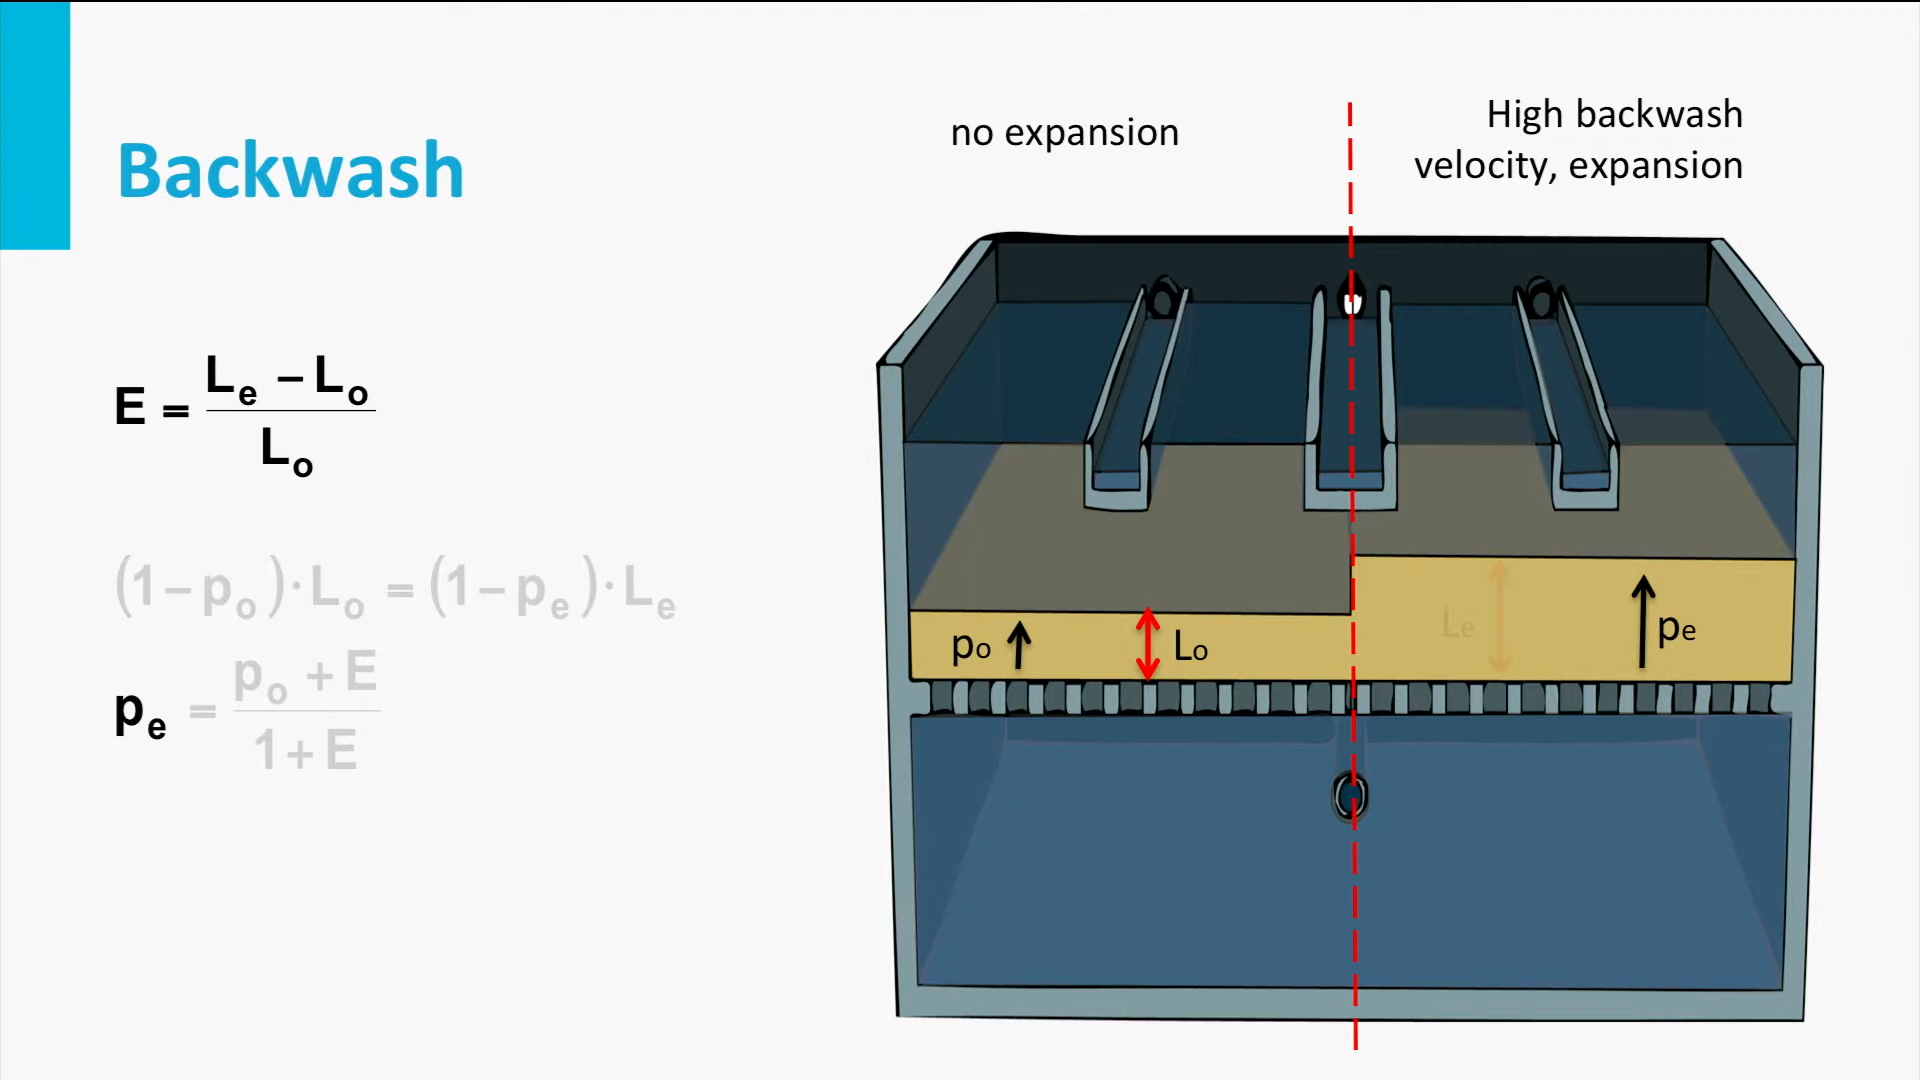 Backwash
no expansion
High backwash
velocity, expansion
E = (Lₑ – Lₒ) / Lₒ
(1 – pₒ) · Lₒ = (1 – pₑ) · Lₑ
pₑ = (pₒ + E) / (1 + E)
pₒ
Lₒ
Lₑ
pₑ